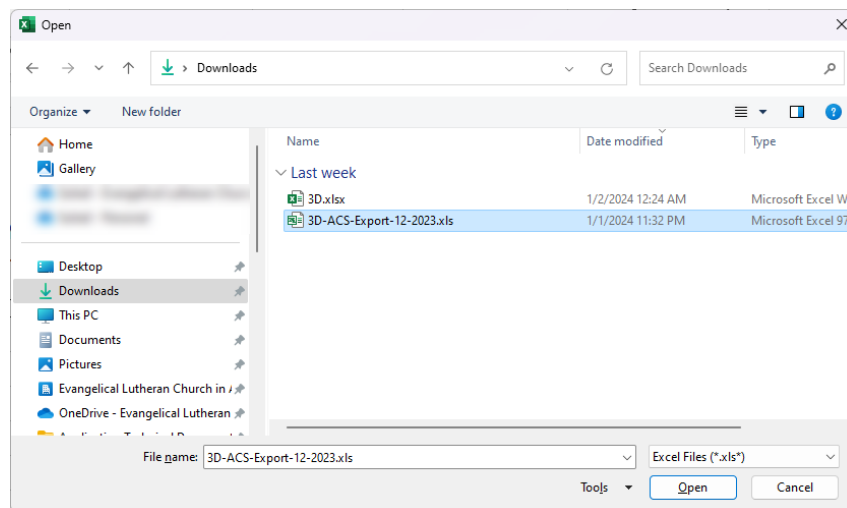 Open
Downloads
Search Downloads
Organize
New folder
Home
Gallery
Desktop
Downloads
This PC
Documents
Pictures
Evangelical Lutheran Church in A
OneDrive - Evangelical Lutheran
Name
Date modified
Type
Last week
3D.xlsx
1/2/2024 12:24 AM
Microsoft Excel W
3D-ACS-Export-12-2023.xls
1/1/2024 11:32 PM
Microsoft Excel 97
File name:
3D-ACS-Export-12-2023.xls
Excel Files (*.xls*)
Tools
Open
Cancel